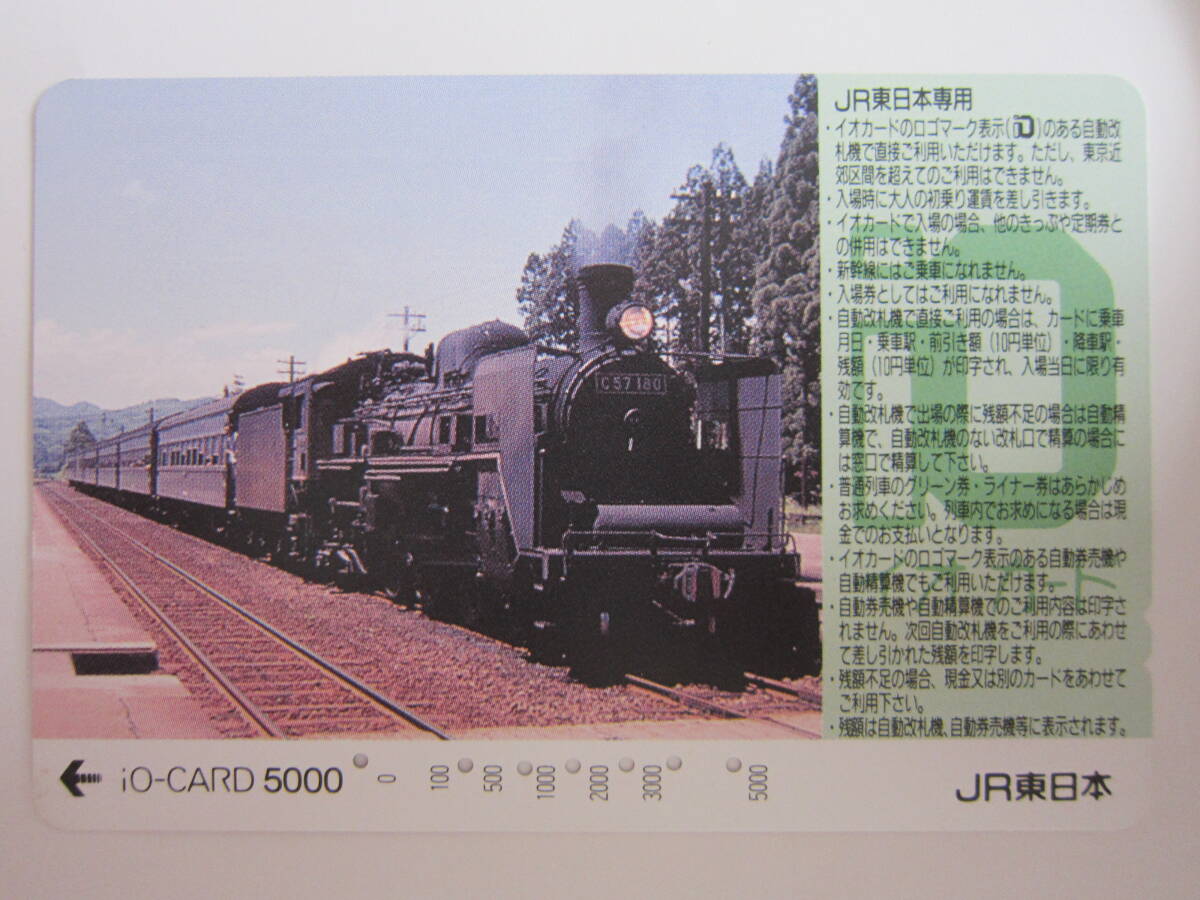 JR東日本専用
・イオカードのロゴマーク表示(iO)のある自動改
札機で直接ご利用いただけます。ただし、東京近
郊区間を超えてのご利用はできません。
・入場時に大人の初乗り運賃を差し引きます。
・イオカードで入場の場合、他のきっぷや定期券と
の併用はできません。
・新幹線にはご乗車になれません。
・入場券としてはご利用になれません。
・自動改札機で直接ご利用の場合は、カードに乗車
月日・乗車駅・前引き額(10円単位)・降車駅・
残額(10円単位)が印字され、入場当日に限り有
効です。
・自動改札機で出場の際に残額不足の場合は自動精
算機で、自動改札機のない改札口で精算の場合に
は窓口で精算して下さい。
・普通列車のグリーン券・ライナー券はあらかじめ
お求めください。列車内でお求めになる場合は現
金でのお支払いとなります。
・イオカードのロゴマーク表示のある自動券売機や
自動精算機でもご利用いただけます。
・自動券売機や自動精算機でのご利用内容は印字さ
れません。次回自動改札機をご利用の際にあわせ
て差し引かれた残額を印字します。
・残額不足の場合、現金又は別のカードをあわせて
ご利用下さい。
・残額は自動改札機、自動券売機等に表示されます。
C57 180
iO-CARD 5000
0 100 500 1000 2000 3000 5000
JR東日本